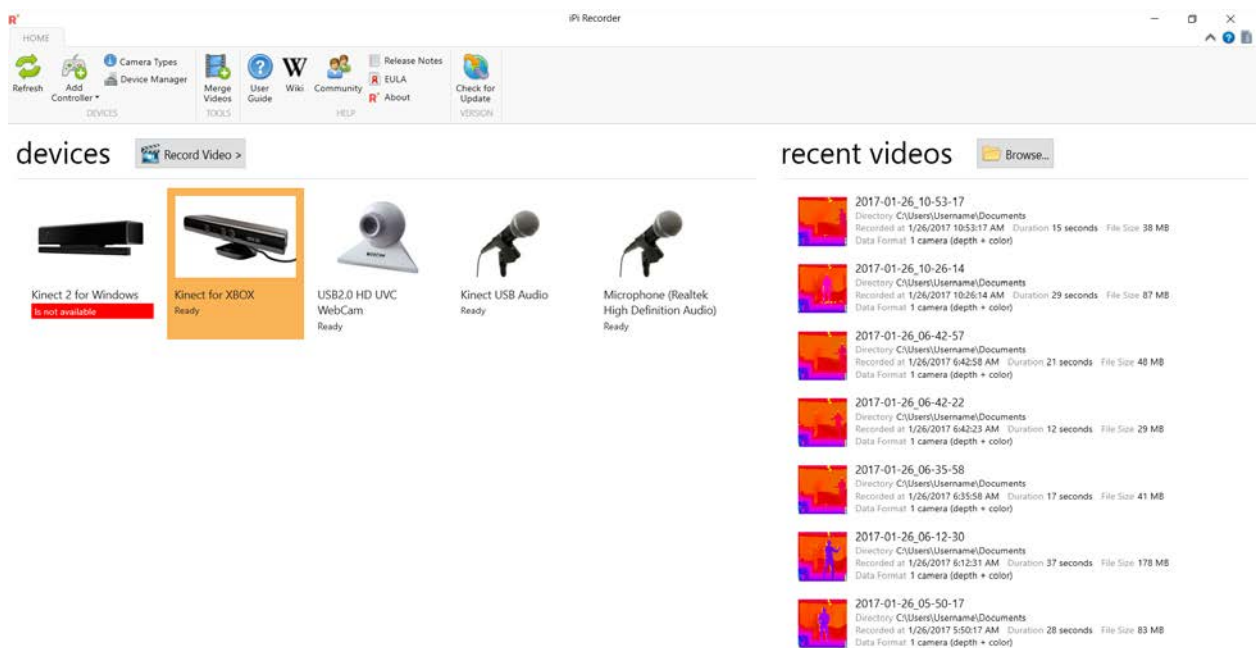 R
iPi Recorder
HOME
Refresh
Add
Controller
Camera Types
Device Manager
DEVICES
Merge
Videos
TOOLS
User
Guide
W
Wiki
Community
Release Notes
R EULA
R About
HELP
Check for
Update
VERSION
devices
Record Video >
Kinect 2 for Windows
Is not available
Kinect for XBOX
Ready
USB2.0 HD UVC
WebCam
Ready
Kinect USB Audio
Ready
Microphone (Realtek
High Definition Audio)
Ready
recent videos
Browse...
2017-01-26_10-53-17
Directory C:\Users\Username\Documents
Recorded at 1/26/2017 10:53:17 AM Duration 15 seconds File Size 38 MB
Data Format 1 camera (depth + color)
2017-01-26_10-26-14
Directory C:\Users\Username\Documents
Recorded at 1/26/2017 10:26:14 AM Duration 29 seconds File Size 87 MB
Data Format 1 camera (depth + color)
2017-01-26_06-42-57
Directory C:\Users\Username\Documents
Recorded at 1/26/2017 6:42:58 AM Duration 21 seconds File Size 48 MB
Data Format 1 camera (depth + color)
2017-01-26_06-42-22
Directory C:\Users\Username\Documents
Recorded at 1/26/2017 6:42:23 AM Duration 12 seconds File Size 29 MB
Data Format 1 camera (depth + color)
2017-01-26_06-35-58
Directory C:\Users\Username\Documents
Recorded at 1/26/2017 6:35:58 AM Duration 17 seconds File Size 41 MB
Data Format 1 camera (depth + color)
2017-01-26_06-12-30
Directory C:\Users\Username\Documents
Recorded at 1/26/2017 6:12:31 AM Duration 37 seconds File Size 178 MB
Data Format 1 camera (depth + color)
2017-01-26_05-50-17
Directory C:\Users\Username\Documents
Recorded at 1/26/2017 5:50:17 AM Duration 28 seconds File Size 83 MB
Data Format 1 camera (depth + color)